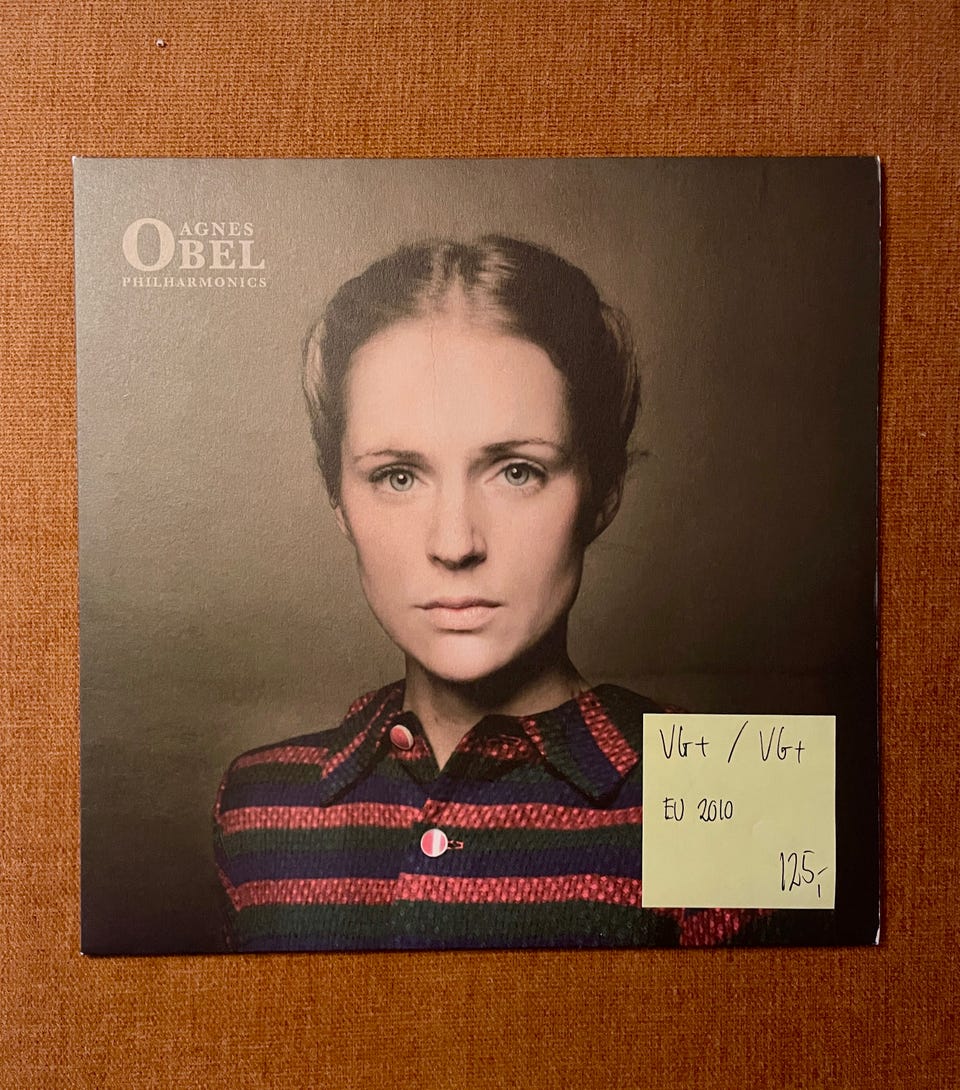 AGNES
OBEL
PHILHARMONICS
VG+ / VG+
EU 2010
125,-